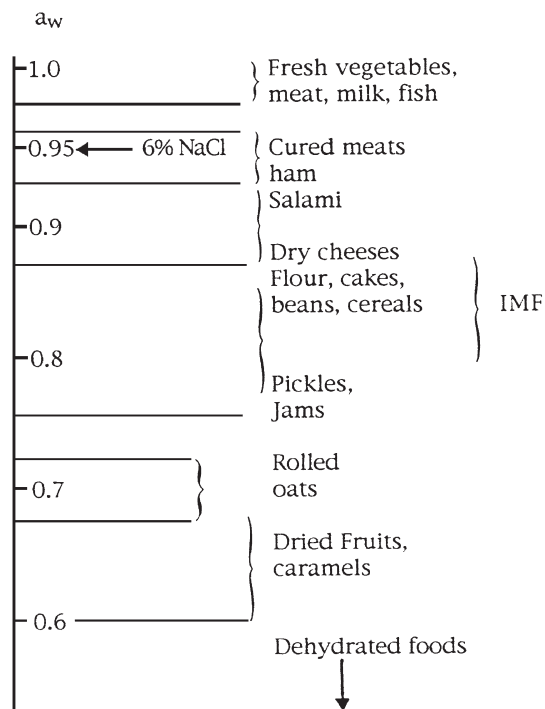 a_w
1.0
Fresh vegetables,
meat, milk, fish
0.95
6% NaCl
Cured meats
ham
Salami
0.9
Dry cheeses
Flour, cakes,
beans, cereals
IMF
0.8
Pickles,
Jams
Rolled
oats
0.7
Dried Fruits,
caramels
0.6
Dehydrated foods